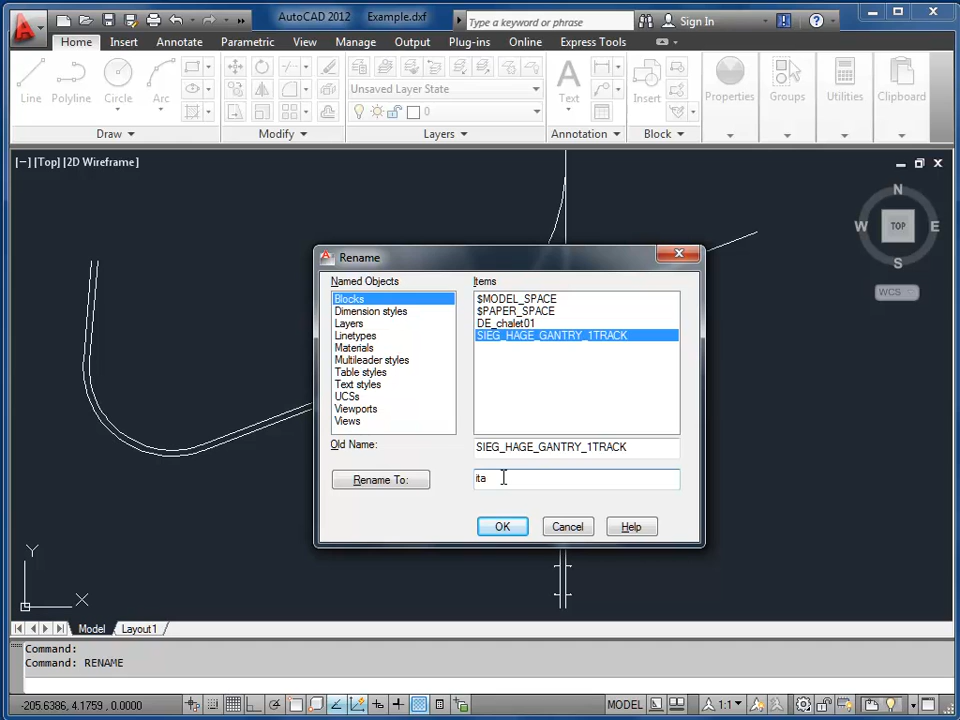 AutoCAD 2012 Example.dxf
Type a keyword or phrase
Sign In
Home Insert Annotate Parametric View Manage Output Plug-ins Online Express Tools
Line Polyline Circle Arc
Unsaved Layer State
0
Text
Insert
Properties
Groups
Utilities
Clipboard
Draw Modify Layers Annotation Block
[−] [Top] [2D Wireframe]
N
W TOP E
S
WCS
Rename
Named Objects
Items
Blocks
Dimension styles
Layers
Linetypes
Materials
Multileader styles
Table styles
Text styles
UCSs
Viewports
Views
$MODEL_SPACE
$PAPER_SPACE
DE_chalet01
SIEG_HAGE_GANTRY_1TRACK
Old Name: SIEG_HAGE_GANTRY_1TRACK
Rename To: ita
OK Cancel Help
Y
X
Model Layout1
Command:
Command: RENAME
-205.6386, 4.1759, 0.0000
MODEL
1:1